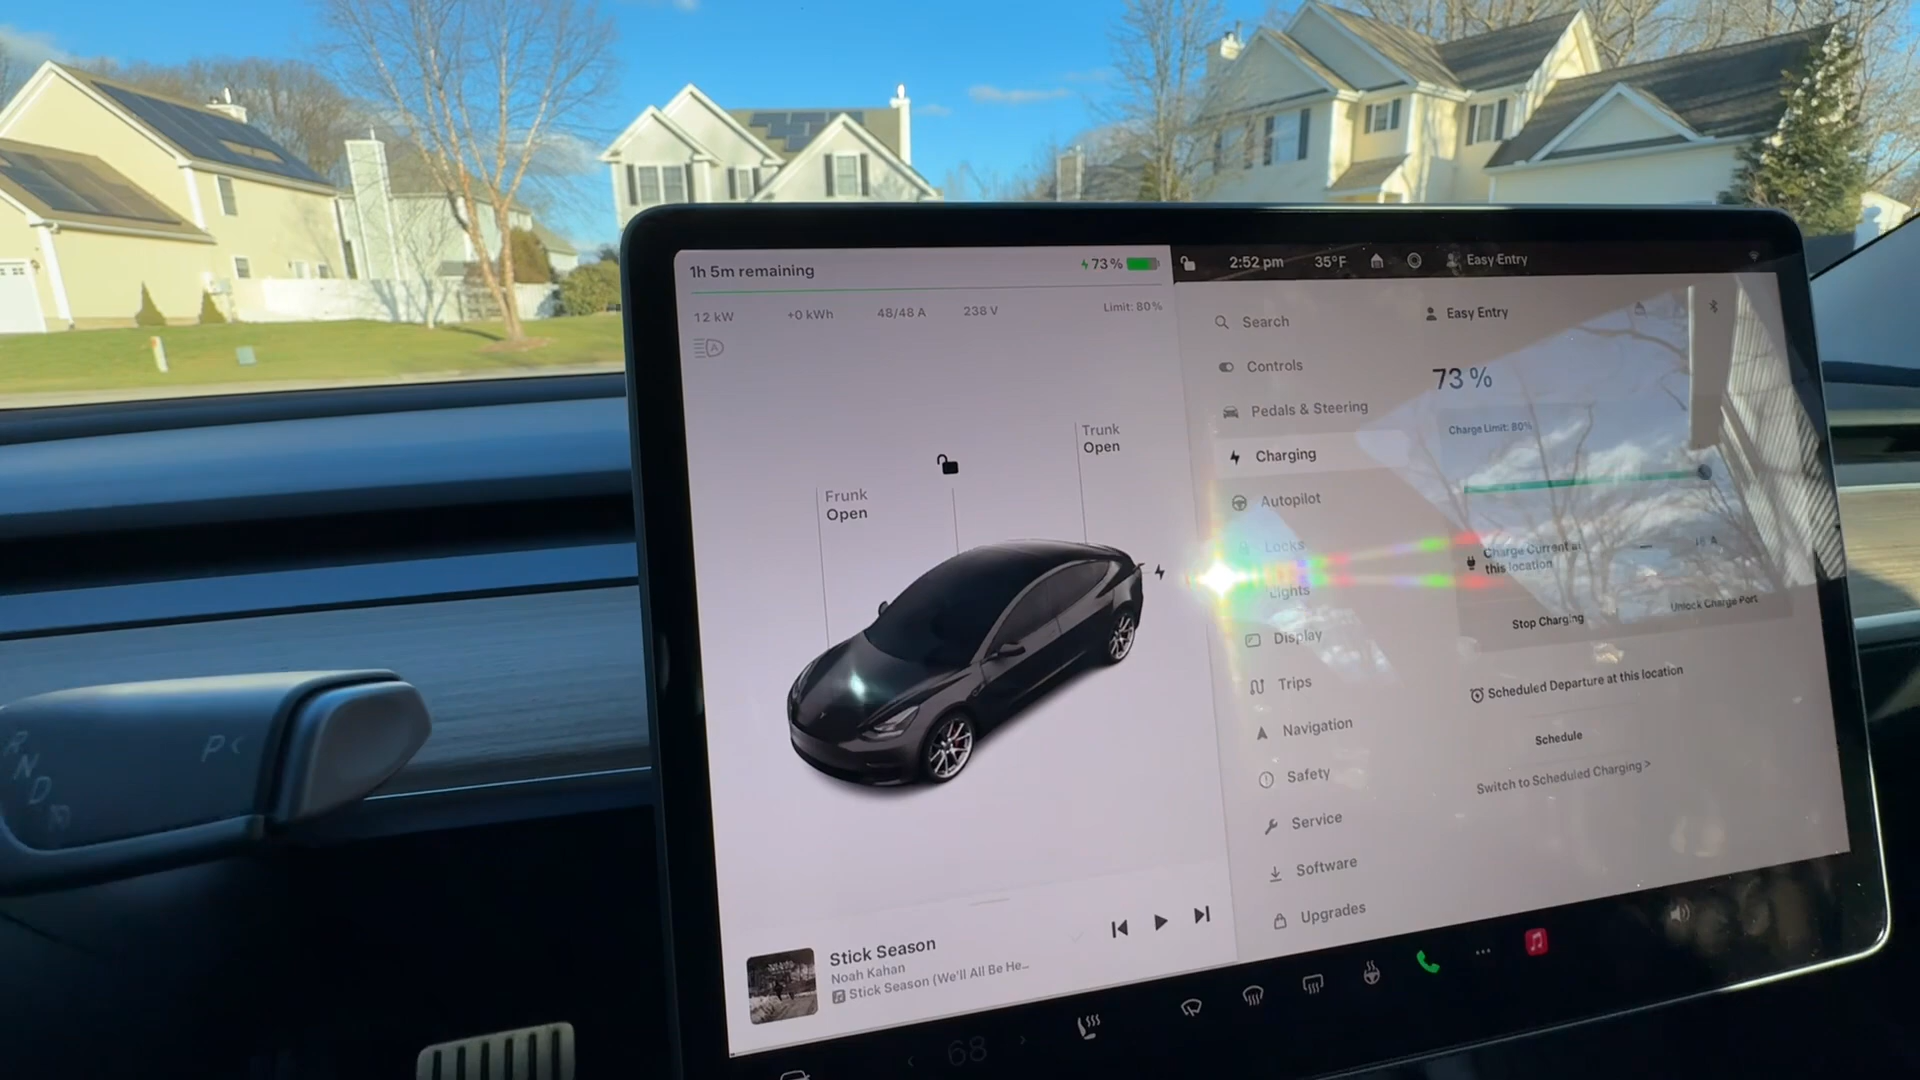 1h 5m remaining
73%
12 kW +0 kWh 48/48 A 238 V Limit: 80%
A
Trunk
Open
Frunk
Open
Stick Season
Noah Kahan
Stick Season (We'll All Be He...
2:52 pm 35°F Easy Entry
Search
Controls
Pedals & Steering
Charging
Autopilot
Locks
Lights
Display
Trips
Navigation
Safety
Service
Software
Upgrades
Easy Entry
73 %
Charge Limit: 80%
Charge Current at
this location
Stop Charging Unlock Charge Port
Scheduled Departure at this location
Schedule
Switch to Scheduled Charging >
< 68 >
R
N
D
P <